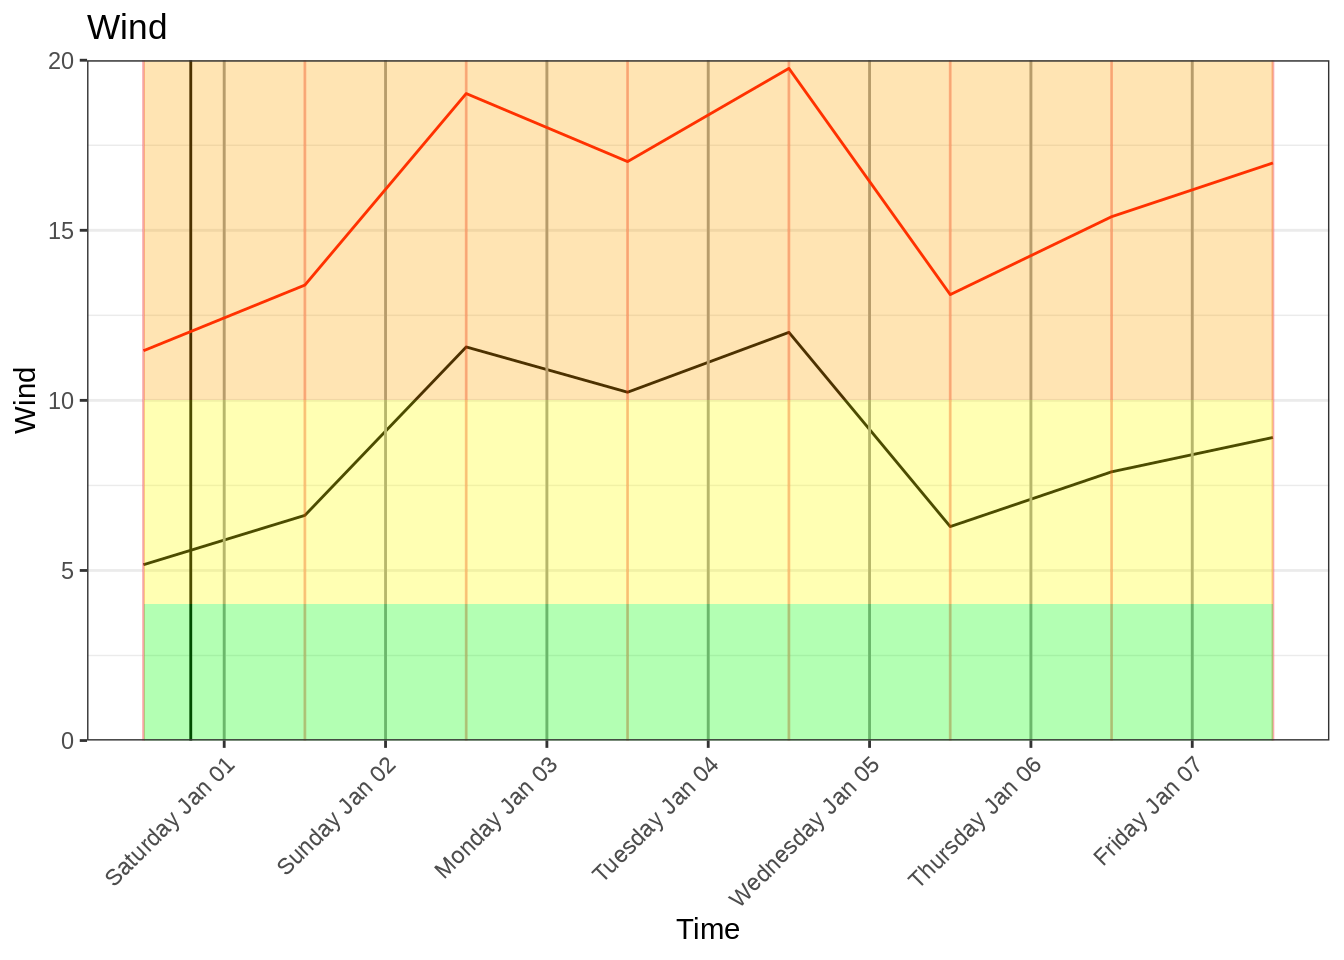 Wind
Wind
20
15
10
5
0
Saturday Jan 01
Sunday Jan 02
Monday Jan 03
Tuesday Jan 04
Wednesday Jan 05
Thursday Jan 06
Friday Jan 07
Time